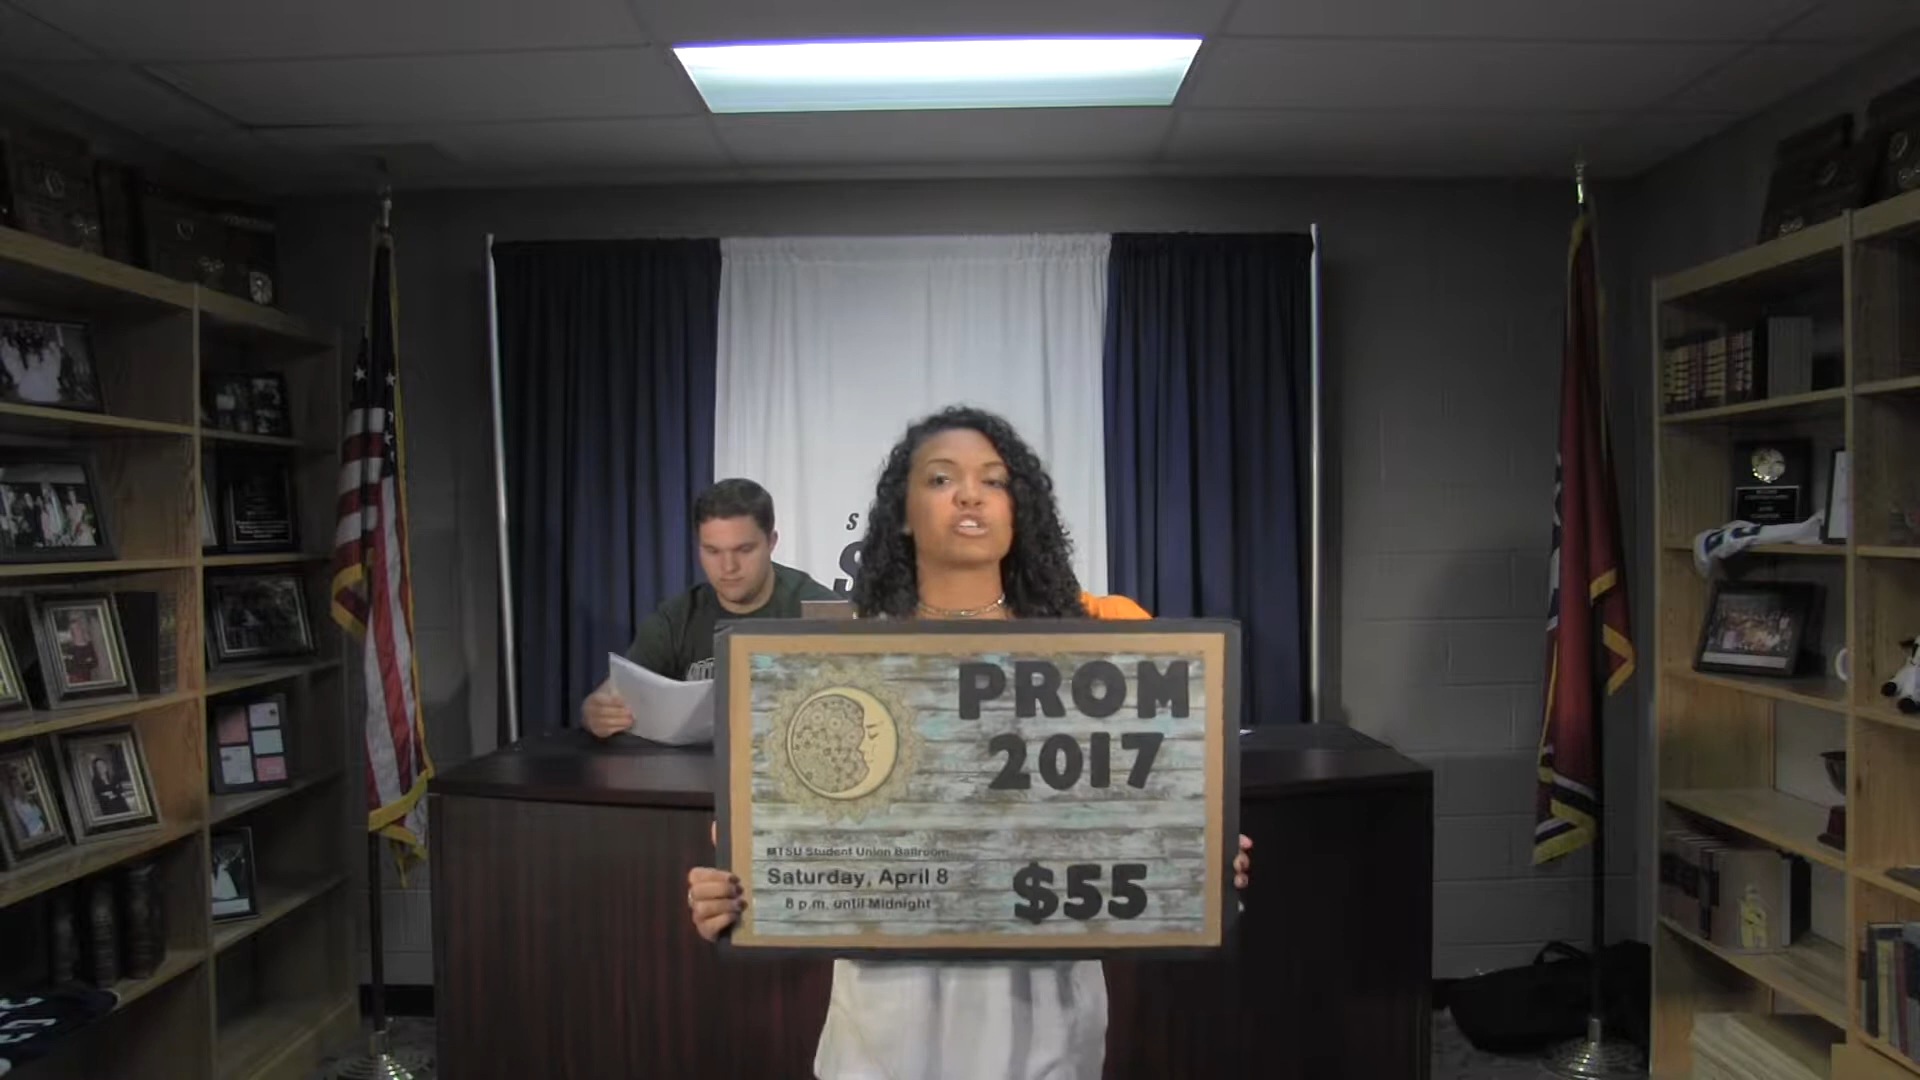 PROM
2017
MTSU Student Union Ballroom
Saturday, April 8
8 p.m. until Midnight
$55